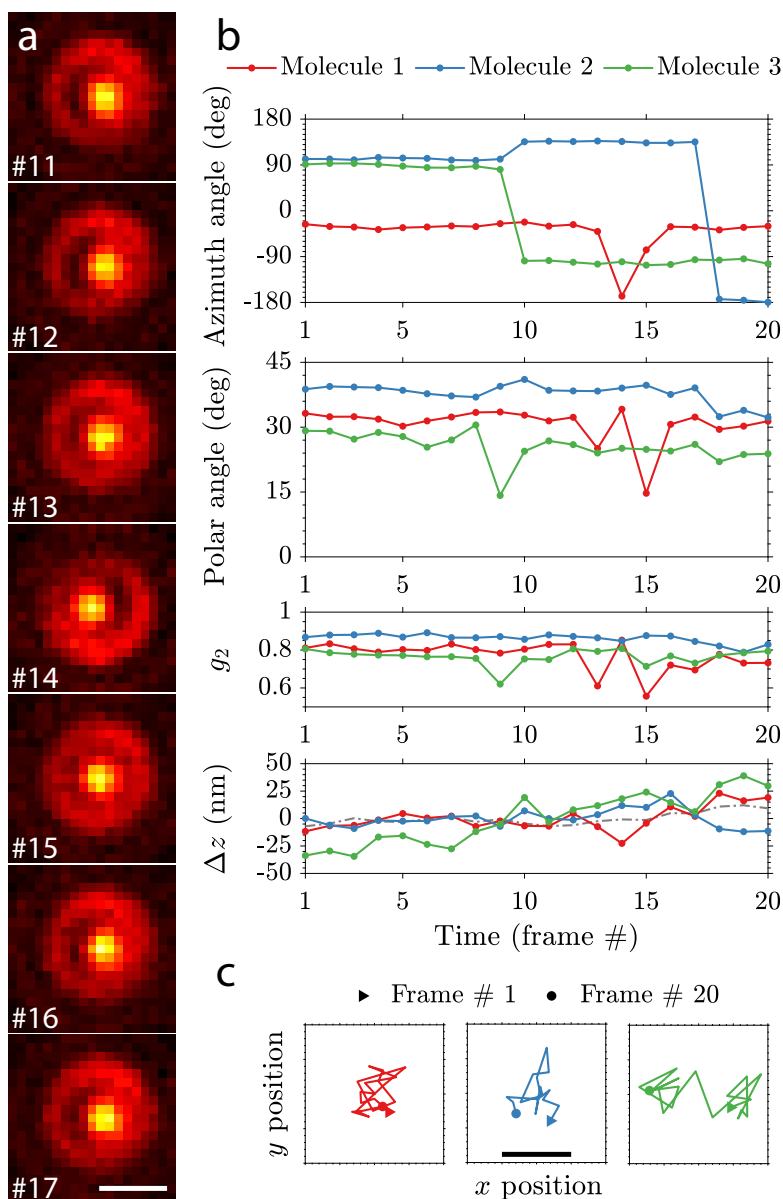 a
#11
#12
#13
#14
#15
#16
#17
b
Molecule 1 Molecule 2 Molecule 3
Azimuth angle (deg)
180
90
0
-90
-180
1 5 10 15 20
Polar angle (deg)
45
30
15
0
1 5 10 15 20
g2
1
0.8
0.6
1 5 10 15 20
Δz (nm)
50
25
0
-25
-50
1 5 10 15 20
Time (frame #)
c
Frame # 1 Frame # 20
y position
x position